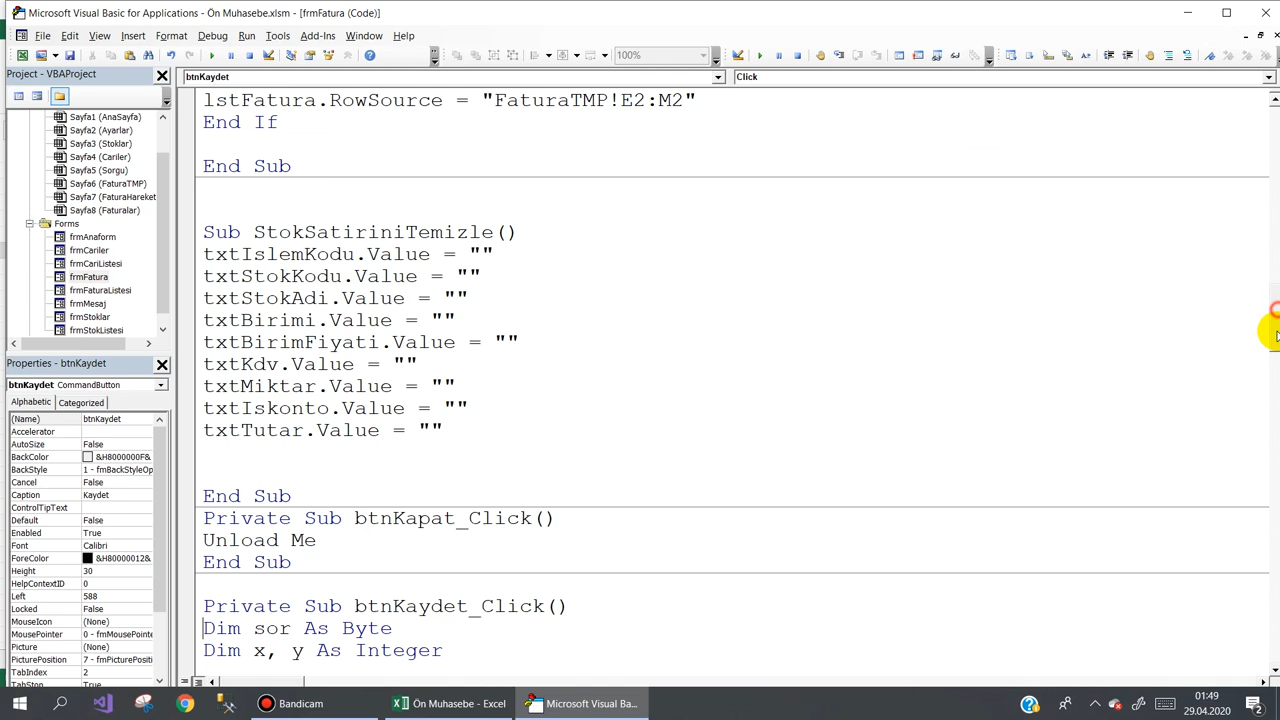 Microsoft Visual Basic for Applications - Ön Muhasebe.xlsm - [frmFatura (Code)]
File Edit View Insert Format Debug Run Tools Add-Ins Window Help
100%
Project - VBAProject
btnKaydet
Click
Sayfa1 (AnaSayfa)
Sayfa2 (Ayarlar)
Sayfa3 (Stoklar)
Sayfa4 (Cariler)
Sayfa5 (Sorgu)
Sayfa6 (FaturaTMP)
Sayfa7 (FaturaHareket
Sayfa8 (Faturalar)
Forms
frmAnaform
frmCariler
frmCariListesi
frmFatura
frmFaturaListesi
frmMesaj
frmStoklar
frmStokListesi
Properties - btnKaydet
btnKaydet CommandButton
Alphabetic Categorized
(Name) btnKaydet
Accelerator
AutoSize False
BackColor &H8000000F&
BackStyle 1 - fmBackStyleOp
Cancel False
Caption Kaydet
ControlTipText
Default False
Enabled True
Font Calibri
ForeColor &H80000012&
Height 30
HelpContextID 0
Left 588
Locked False
MouseIcon (None)
MousePointer 0 - fmMousePointe
Picture (None)
PicturePosition 7 - fmPicturePositi
TabIndex 2
TabStop True
lstFatura.RowSource = "FaturaTMP!E2:M2"
End If
End Sub
Sub StokSatiriniTemizle()
txtIslemKodu.Value = ""
txtStokKodu.Value = ""
txtStokAdi.Value = ""
txtBirimi.Value = ""
txtBirimFiyati.Value = ""
txtKdv.Value = ""
txtMiktar.Value = ""
txtIskonto.Value = ""
txtTutar.Value = ""
End Sub
Private Sub btnKapat_Click()
Unload Me
End Sub
Private Sub btnKaydet_Click()
Dim sor As Byte
Dim x, y As Integer
Bandicam
Ön Muhasebe - Excel
Microsoft Visual Ba...
01:49
29.04.2020
2